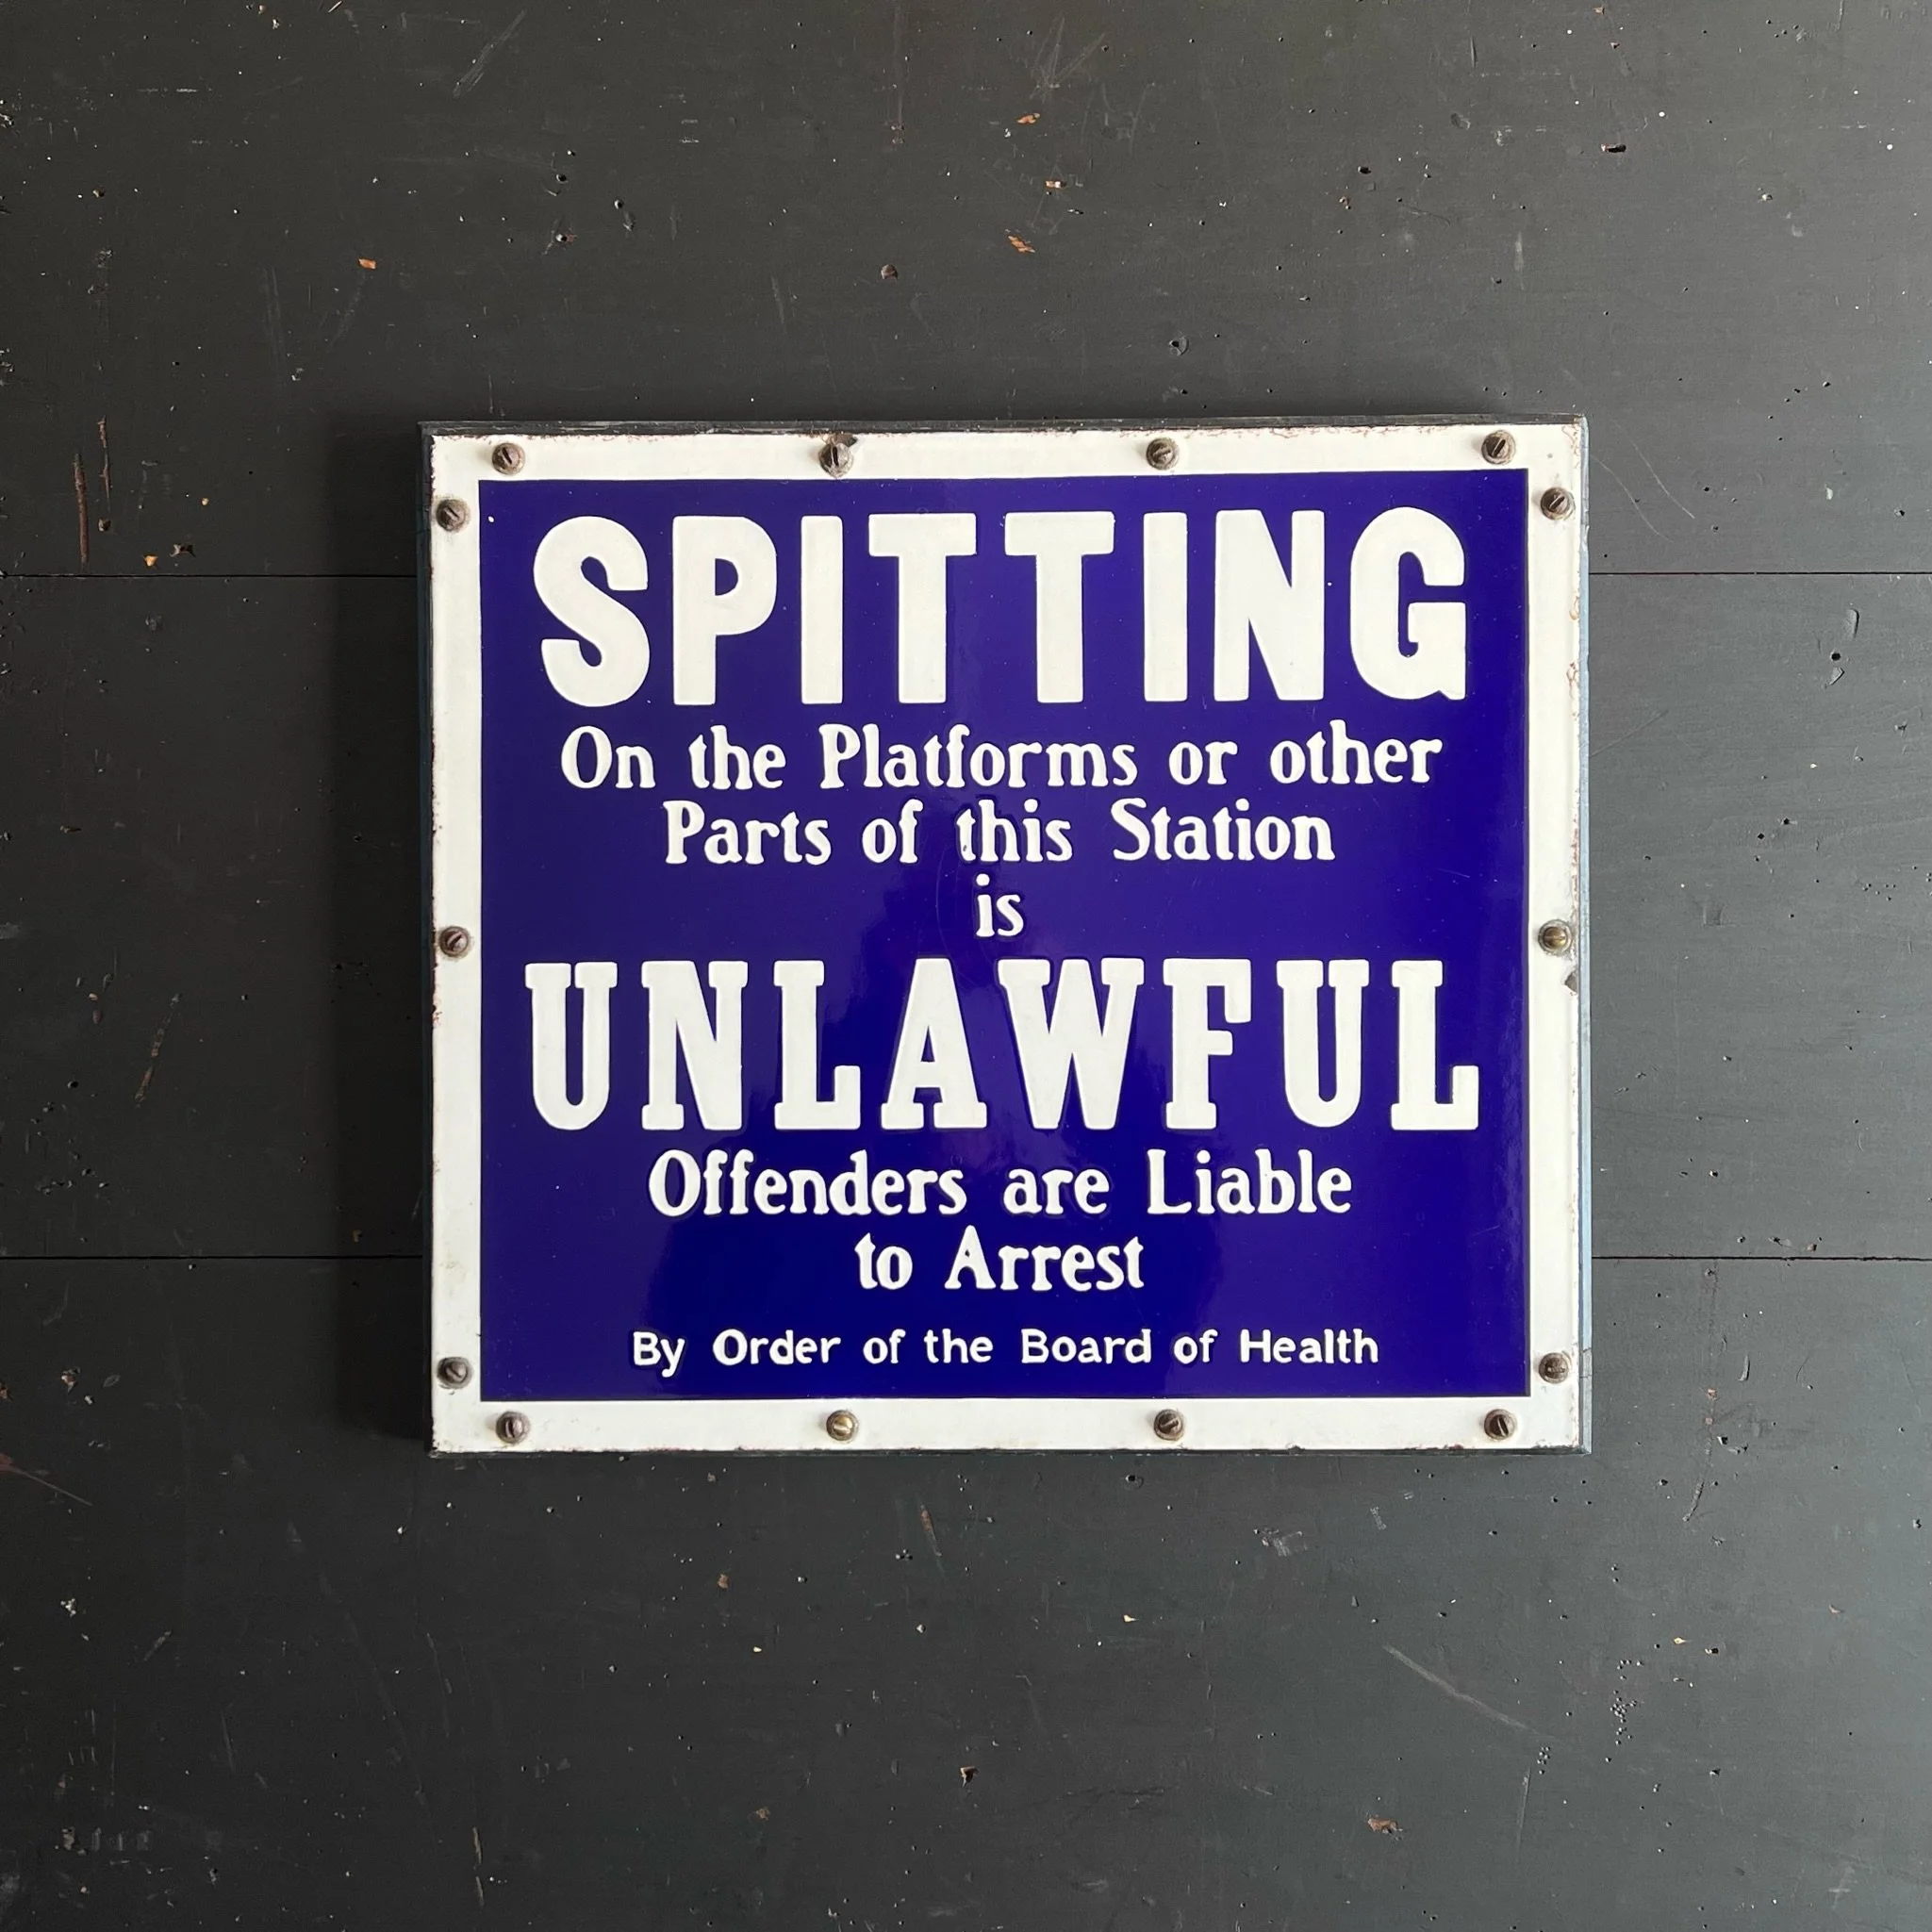 SPITTING
On the Platforms or other
Parts of this Station
is
UNLAWFUL
Offenders are Liable
to Arrest
By Order of the Board of Health